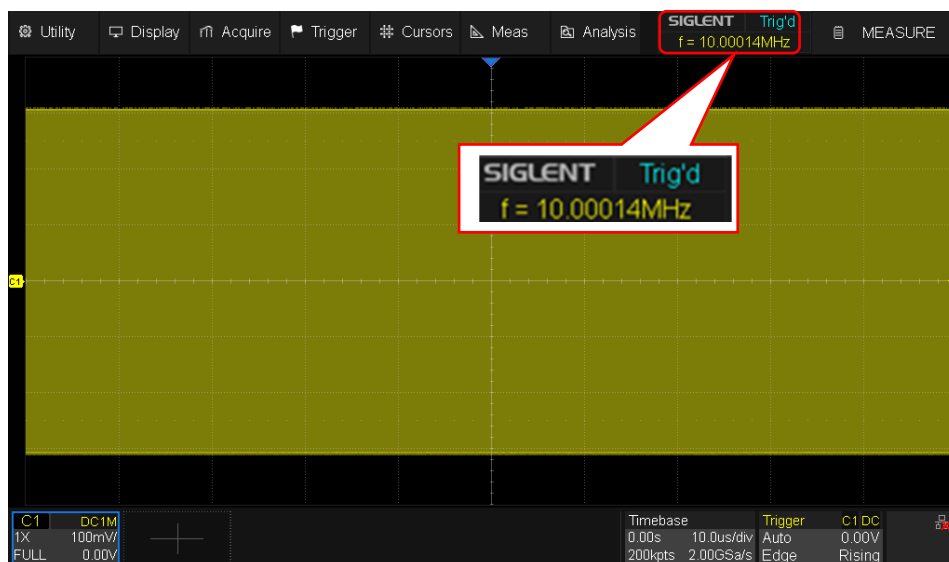 Utility Display Acquire Trigger Cursors Meas Analysis SIGLENT Trig'd MEASURE
f = 10.00014MHz
SIGLENT Trig'd
f = 10.00014MHz
C1
C1 DC1M
1X 100mV/
FULL 0.00V
Timebase
0.00s 10.0us/div
200kpts 2.00GSa/s
Trigger C1 DC
Auto 0.00V
Edge Rising